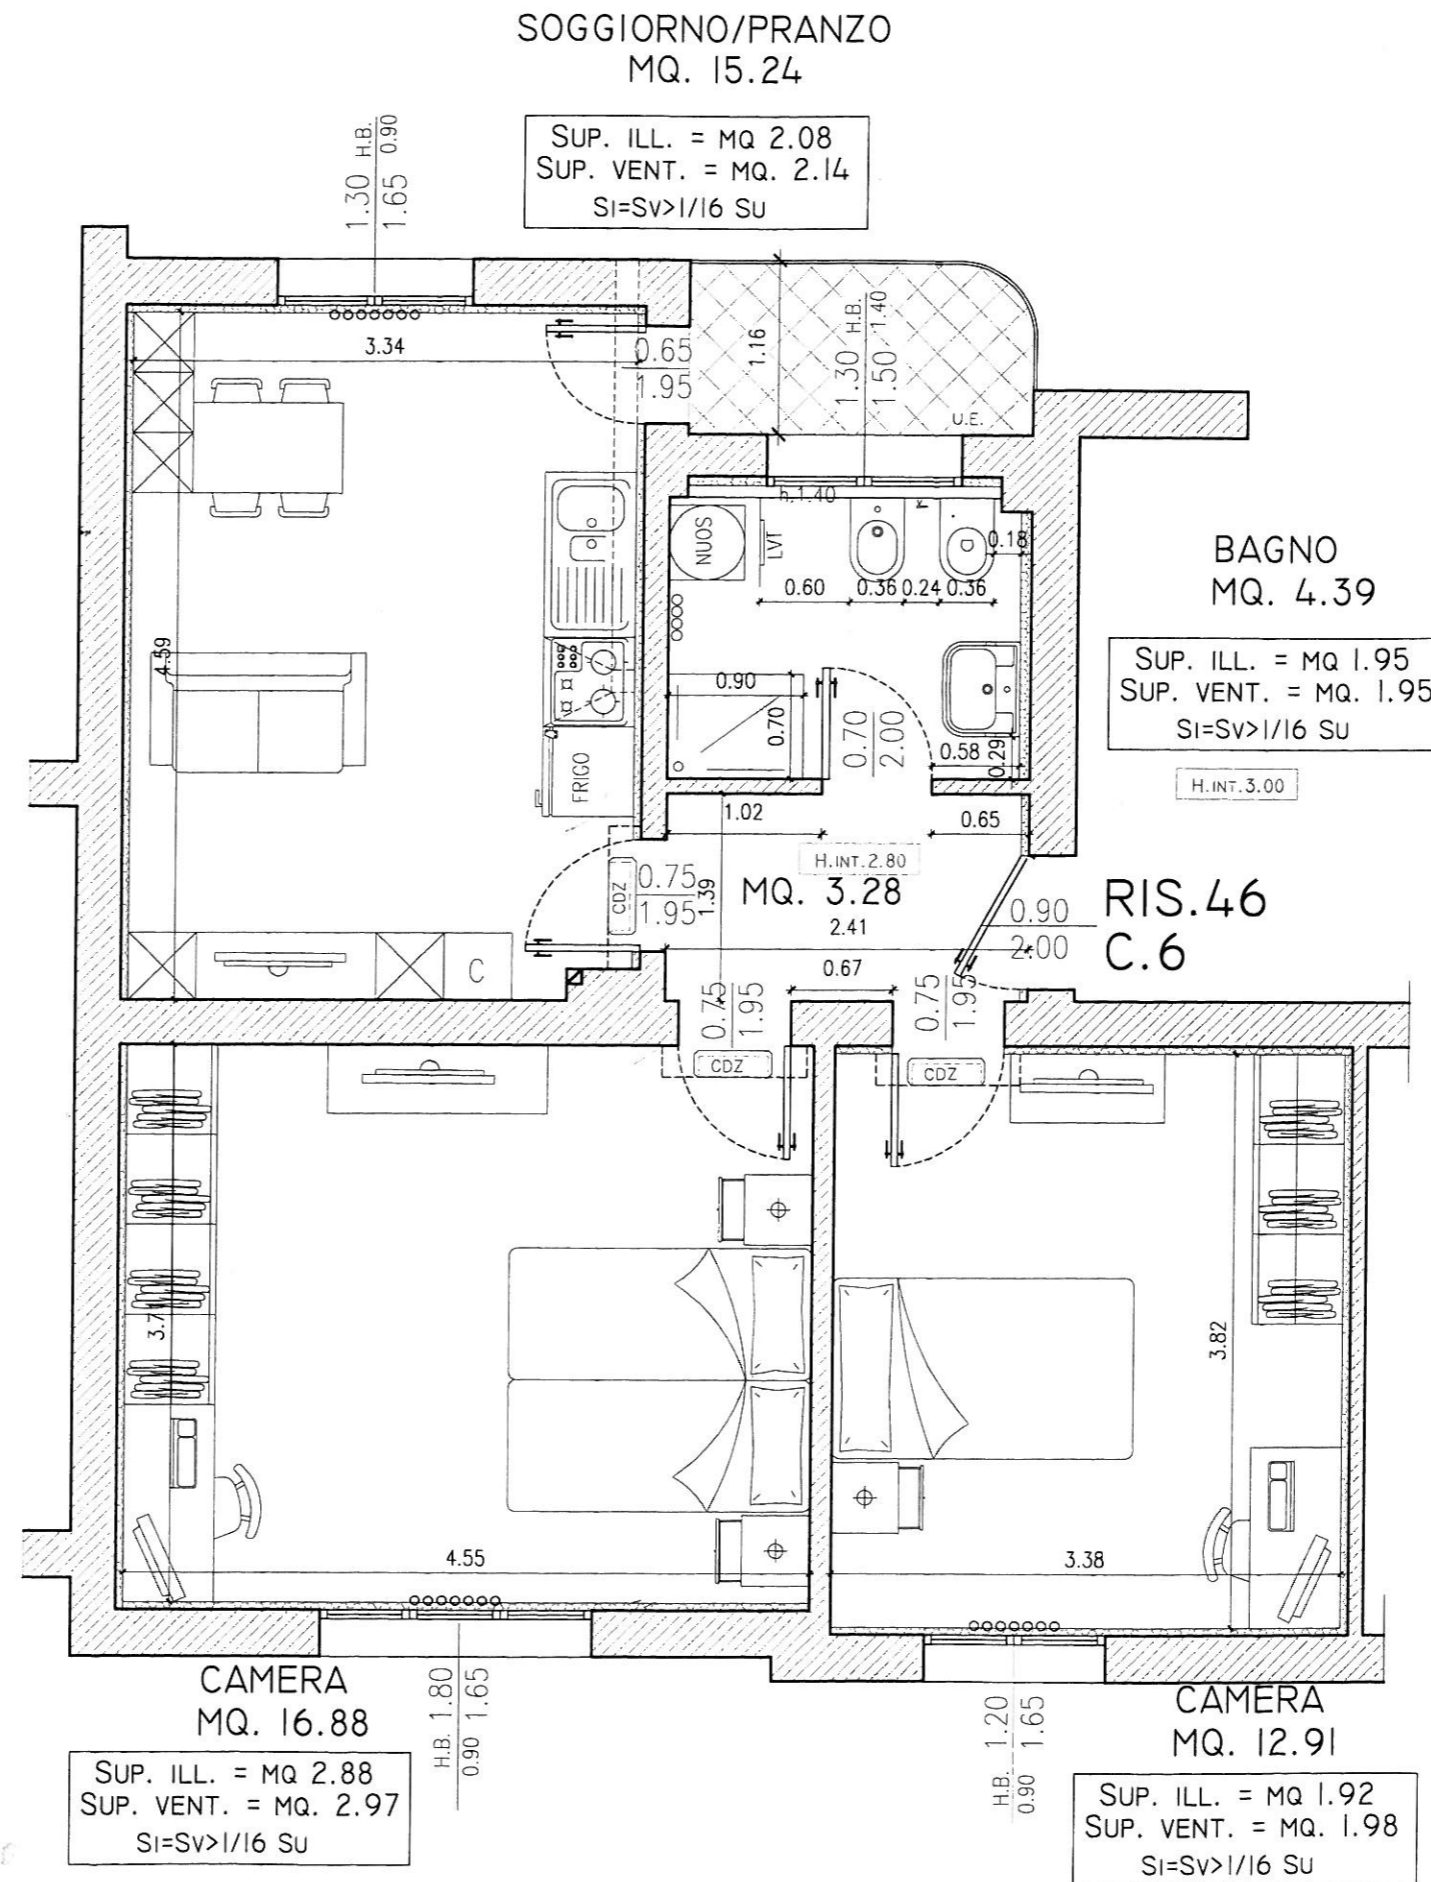 SOGGIORNO/PRANZO
MQ. 15.24
SUP. ILL. = MQ 2.08
SUP. VENT. = MQ. 2.14
SI=SV>1/16 SU
1.30 H.B. 0.90
1.65
3.34
0.65
1.95
1.16
1.30 H.B.
1.50 1.40
U.E.
h.1.40
NUOS
LVT
0.18
0.60
0.36
0.24
0.36
BAGNO
MQ. 4.39
SUP. ILL. = MQ 1.95
SUP. VENT. = MQ. 1.95
SI=SV>1/16 SU
H.INT.3.00
4.59
0.90
0.70
0.70
2.00
0.58
0.29
FRIGO
1.02
0.65
H.INT.2.80
MQ. 3.28
CDZ
0.75
1.95
1.39
2.41
0.90
2.00
RIS.46
C.6
C
0.67
0.75
1.95
0.75
1.95
CDZ
CDZ
3.7
3.82
4.55
3.38
CAMERA
MQ. 16.88
SUP. ILL. = MQ 2.88
SUP. VENT. = MQ. 2.97
SI=SV>1/16 SU
H.B. 1.80
0.90 1.65
H.B. 1.20
0.90 1.65
CAMERA
MQ. 12.91
SUP. ILL. = MQ 1.92
SUP. VENT. = MQ. 1.98
SI=SV>1/16 SU